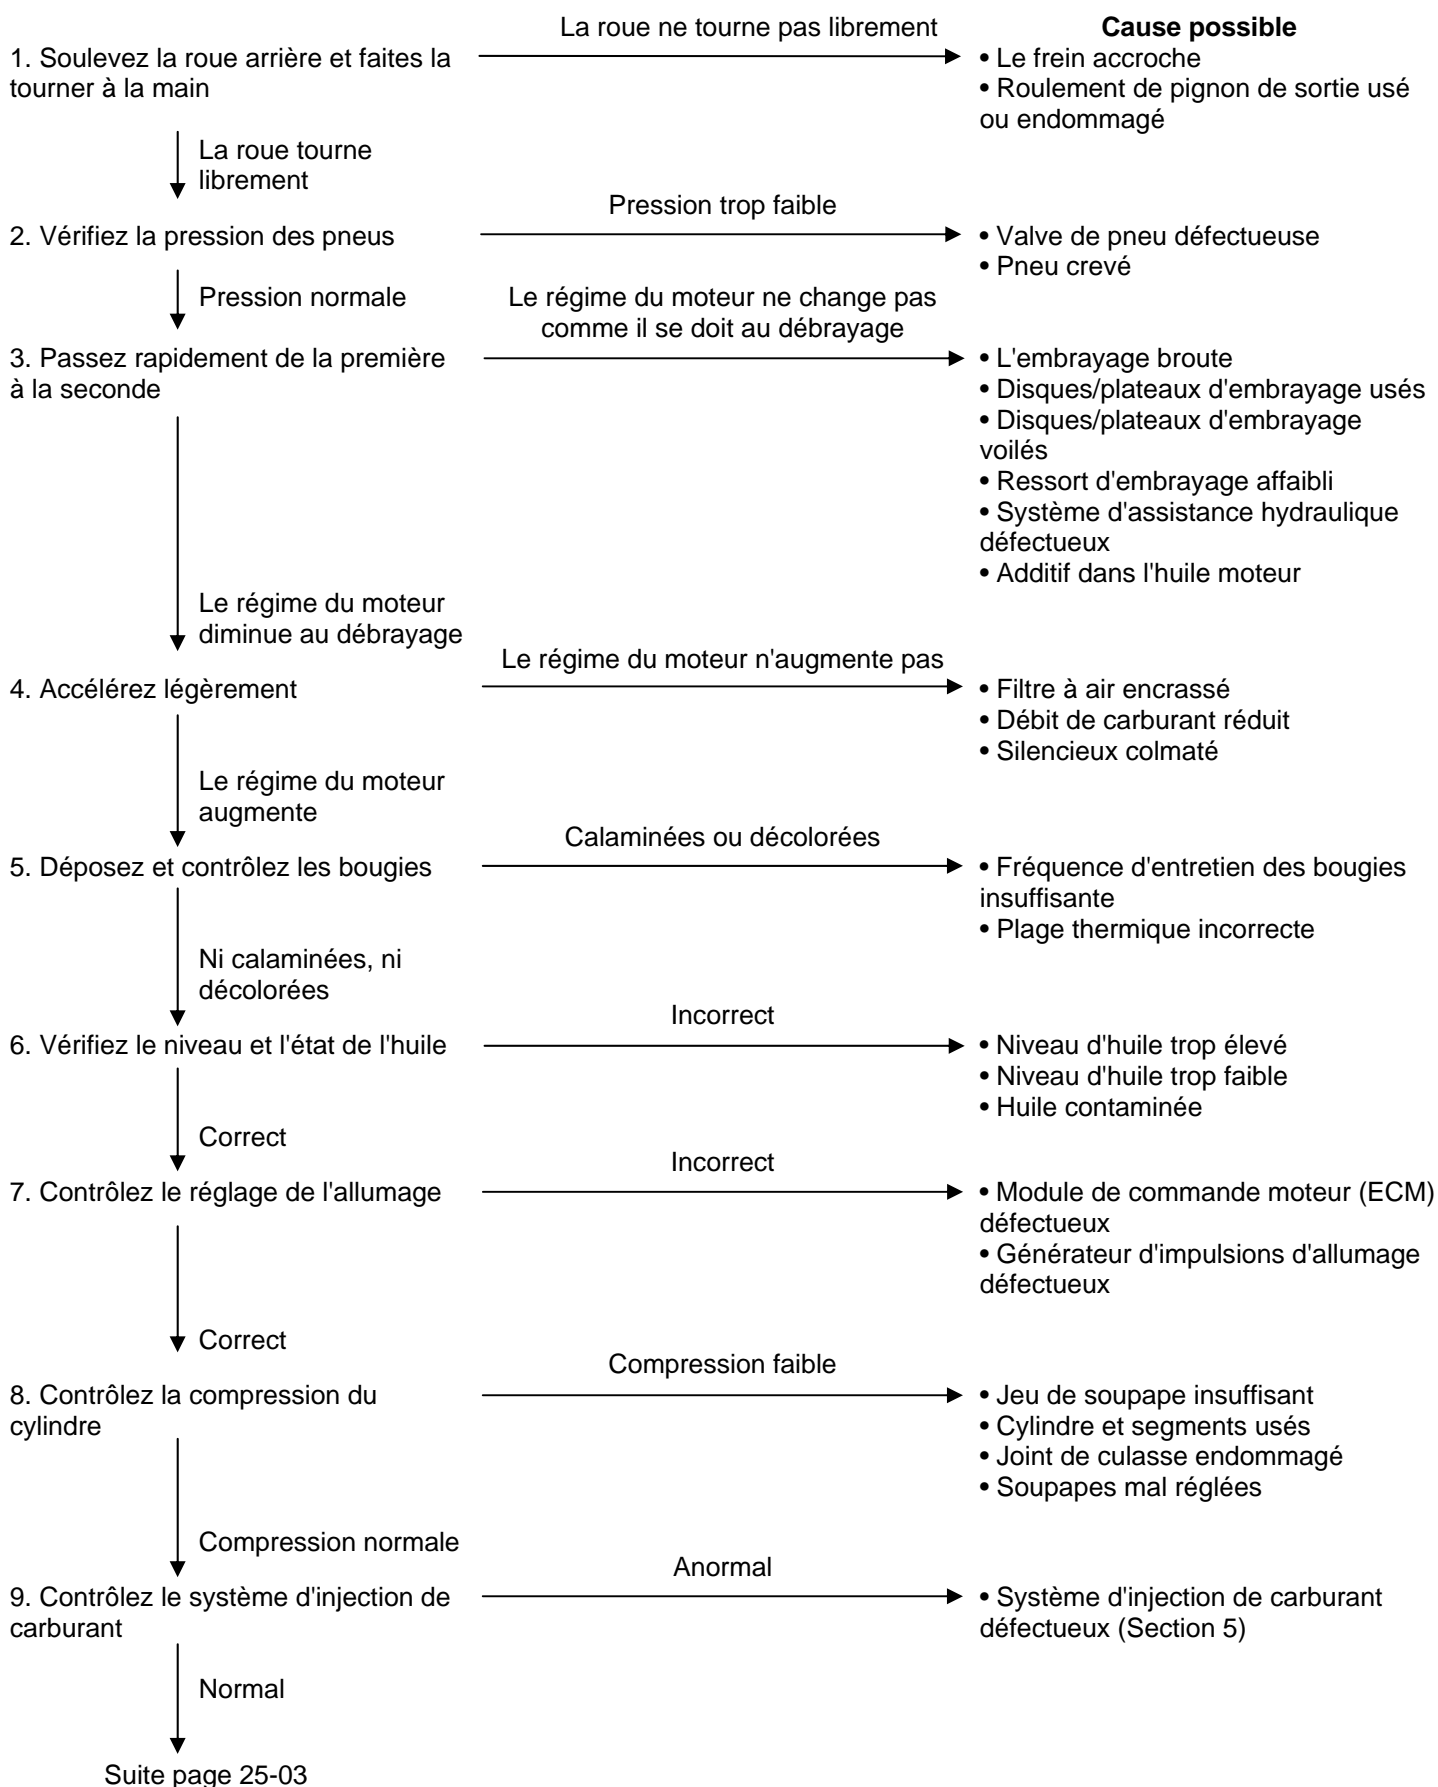 La roue ne tourne pas librement
Cause possible
1. Soulevez la roue arrière et faites la
tourner à la main
• Le frein accroche
• Roulement de pignon de sortie usé
ou endommagé
La roue tourne
librement
Pression trop faible
2. Vérifiez la pression des pneus
• Valve de pneu défectueuse
• Pneu crevé
Pression normale
Le régime du moteur ne change pas
comme il se doit au débrayage
3. Passez rapidement de la première
à la seconde
• L'embrayage broute
• Disques/plateaux d'embrayage usés
• Disques/plateaux d'embrayage
voilés
• Ressort d'embrayage affaibli
• Système d'assistance hydraulique
défectueux
• Additif dans l'huile moteur
Le régime du moteur
diminue au débrayage
Le régime du moteur n'augmente pas
4. Accélérez légèrement
• Filtre à air encrassé
• Débit de carburant réduit
• Silencieux colmaté
Le régime du moteur
augmente
Calaminées ou décolorées
5. Déposez et contrôlez les bougies
• Fréquence d'entretien des bougies
insuffisante
• Plage thermique incorrecte
Ni calaminées, ni
décolorées
Incorrect
6. Vérifiez le niveau et l'état de l'huile
• Niveau d'huile trop élevé
• Niveau d'huile trop faible
• Huile contaminée
Correct
Incorrect
7. Contrôlez le réglage de l'allumage
• Module de commande moteur (ECM)
défectueux
• Générateur d'impulsions d'allumage
défectueux
Correct
Compression faible
8. Contrôlez la compression du
cylindre
• Jeu de soupape insuffisant
• Cylindre et segments usés
• Joint de culasse endommagé
• Soupapes mal réglées
Compression normale
Anormal
9. Contrôlez le système d'injection de
carburant
• Système d'injection de carburant
défectueux (Section 5)
Normal
Suite page 25-03